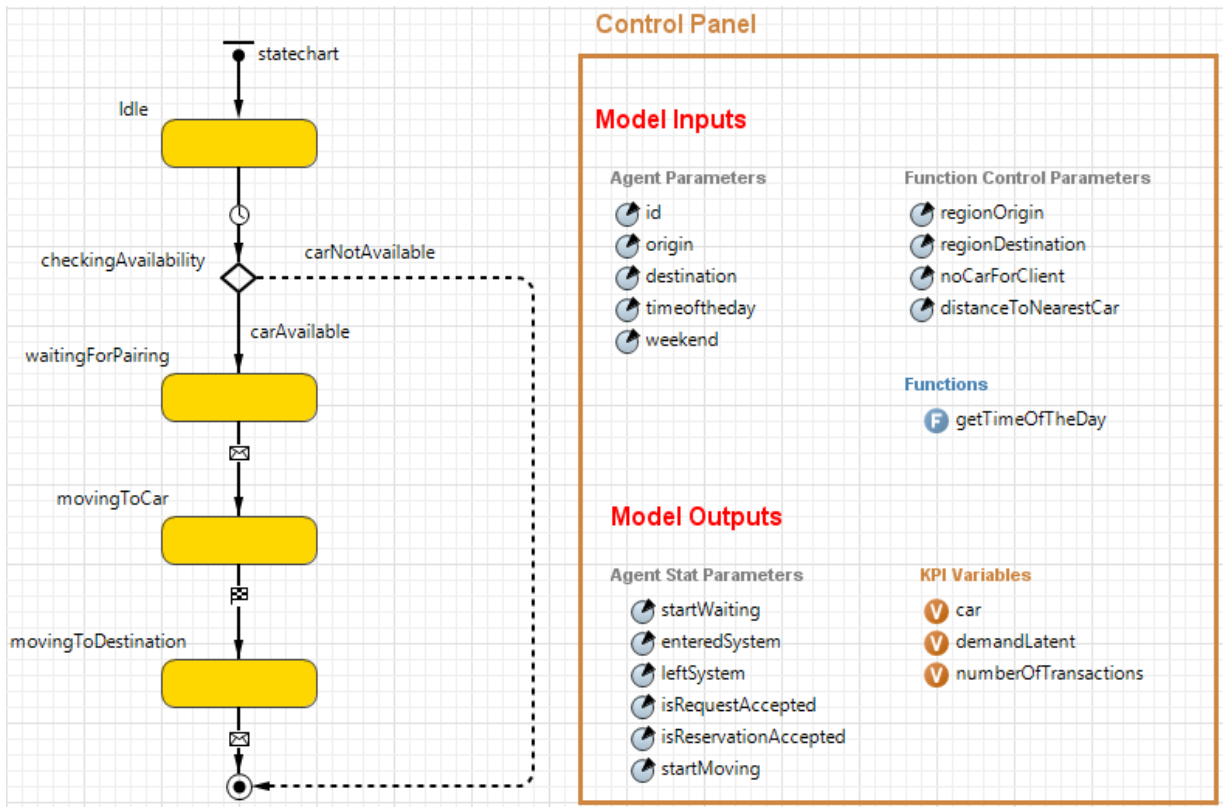 statechart
Idle
checkingAvailability
carNotAvailable
carAvailable
waitingForPairing
movingToCar
movingToDestination
Control Panel
Model Inputs
Agent Parameters
id
origin
destination
timeoftheday
weekend
Function Control Parameters
regionOrigin
regionDestination
noCarForClient
distanceToNearestCar
Functions
F getTimeOfTheDay
Model Outputs
Agent Stat Parameters
startWaiting
enteredSystem
leftSystem
isRequestAccepted
isReservationAccepted
startMoving
KPI Variables
V car
V demandLatent
V numberOfTransactions